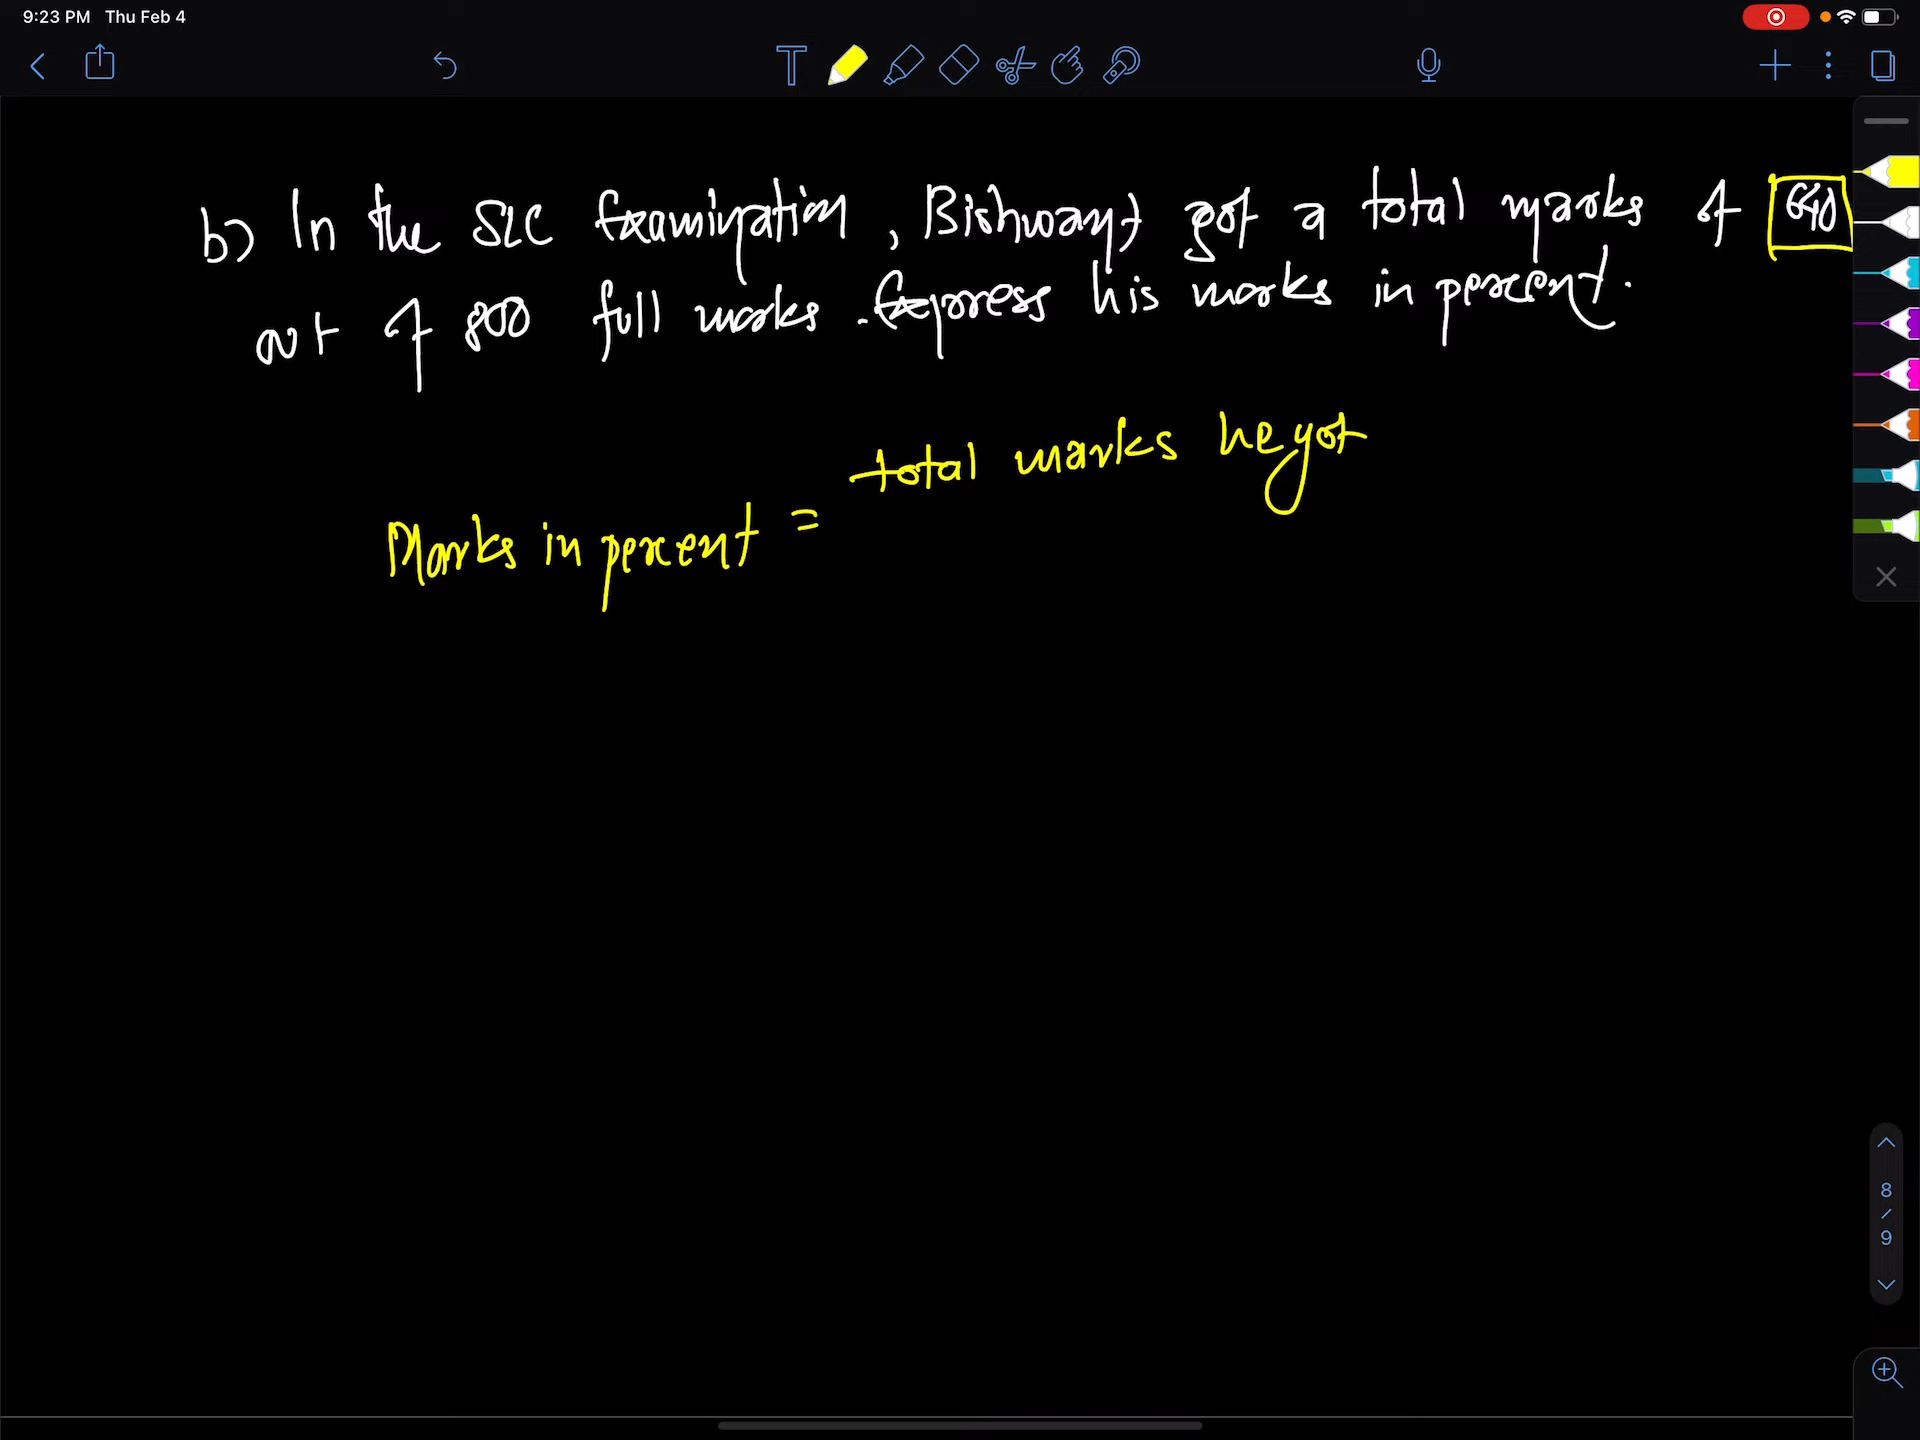 9:23 PM Thu Feb 4
b) In the SLC Examination, Bishwant got a total marks of 640
out of 800 full marks. Express his marks in percent.
total marks he got
Marks in percent =
8
/
9